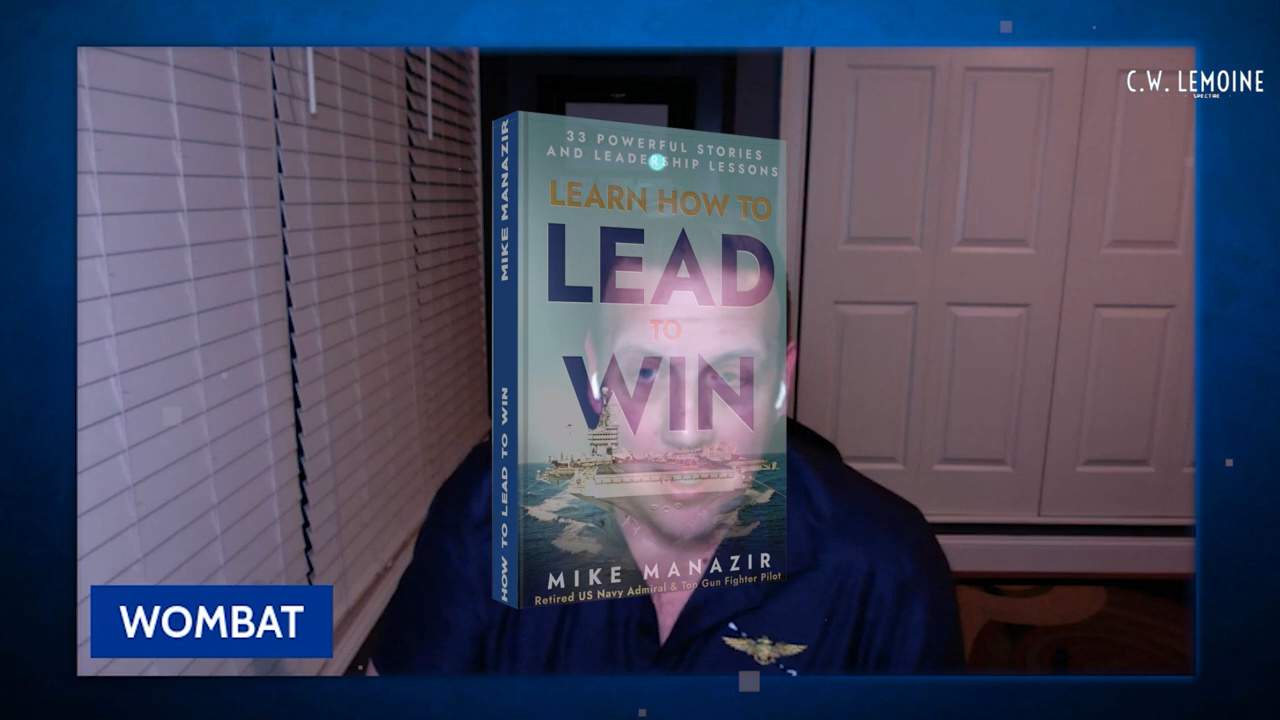 C.W. LEMOINE
SPECTRE
MIKE MANAZIR
HOW TO LEAD TO WIN
33 POWERFUL STORIES
AND LEADERSHIP LESSONS
LEARN HOW TO
LEAD
TO
WIN
MIKE MANAZIR
Retired US Navy Admiral & Top Gun Fighter Pilot
WOMBAT